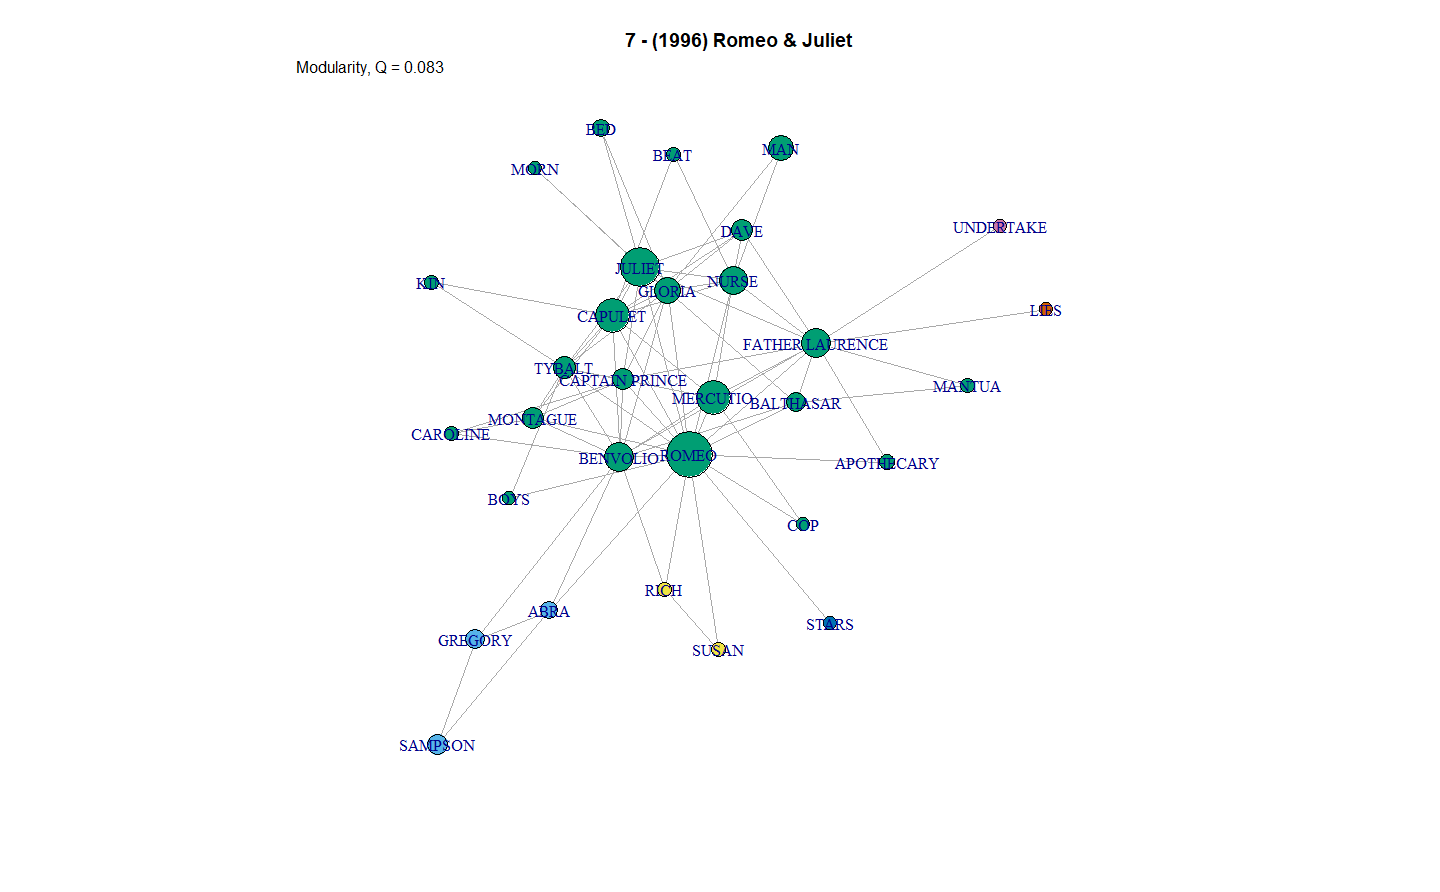 7 - (1996) Romeo & Juliet
Modularity, Q = 0.083
BED
BEAT
MAN
MORN
UNDERTAKE
DAVE
JULIET
NURSE
KIN
GLORIA
LIPS
CAPULET
FATHER LAURENCE
TYBALT
CAPTAIN PRINCE
MANTUA
MERCUTIO
BALTHASAR
MONTAGUE
CAROLINE
BENVOLIO
ROMEO
APOTHECARY
BOYS
COP
RICH
ABRA
STARS
GREGORY
SUSAN
SAMPSON